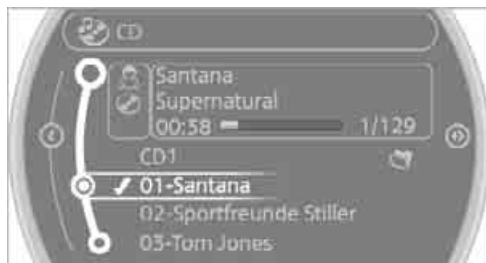 CD
Santana
Supernatural
00:58 1/129
CD1
01-Santana
02-Sportfreunde Stiller
03-Tom Jones